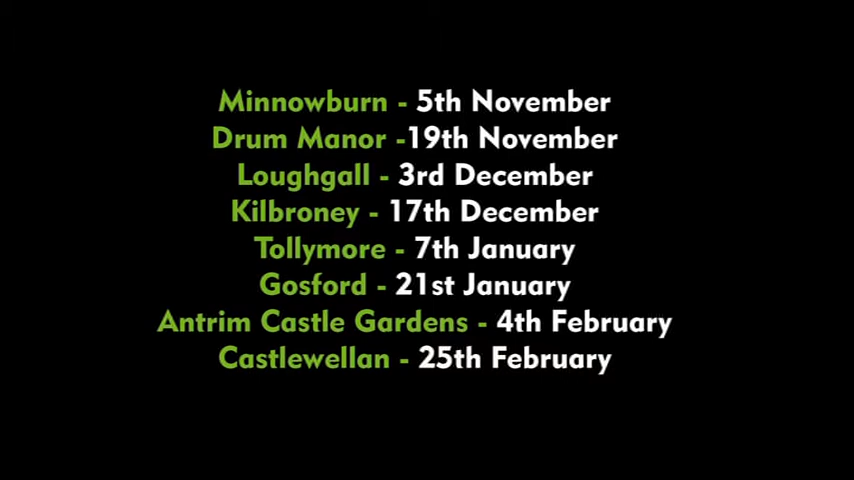 Minnowburn - 5th November
Drum Manor -19th November
Loughgall - 3rd December
Kilbroney - 17th December
Tollymore - 7th January
Gosford - 21st January
Antrim Castle Gardens - 4th February
Castlewellan - 25th February